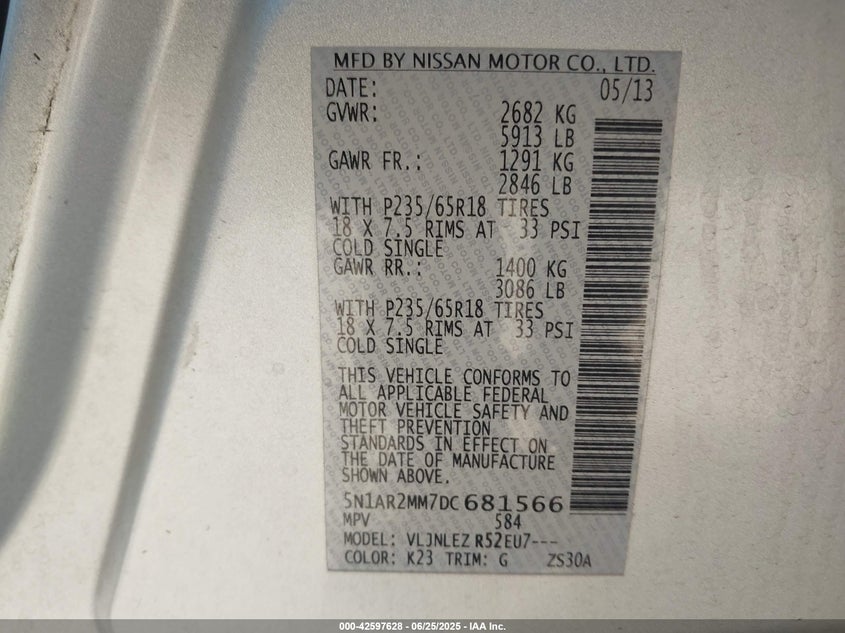 MFD BY NISSAN MOTOR CO., LTD.
DATE: 05/13
GVWR: 2682 KG
5913 LB
GAWR FR.: 1291 KG
2846 LB
WITH P235/65R18 TIRES
18 X 7.5 RIMS AT 33 PSI
COLD SINGLE
GAWR RR.: 1400 KG
3086 LB
WITH P235/65R18 TIRES
18 X 7.5 RIMS AT 33 PSI
COLD SINGLE
THIS VEHICLE CONFORMS TO
ALL APPLICABLE FEDERAL
MOTOR VEHICLE SAFETY AND
THEFT PREVENTION
STANDARDS IN EFFECT ON
THE DATE OF MANUFACTURE
SHOWN ABOVE.
5N1AR2MM7DC681566
MPV 584
MODEL: VLJNLEZ R52EU7---
COLOR: K23 TRIM: G ZS30A
000-42597628 - 06/25/2025 - IAA Inc.